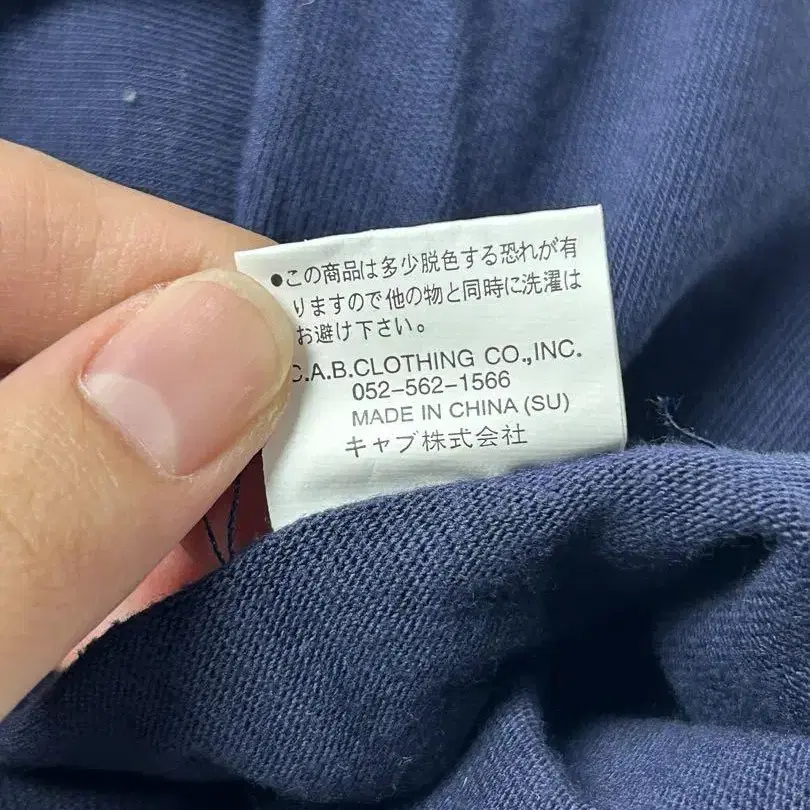 ●この商品は多少脱色する恐れが有
りますので他の物と同時に洗濯は
お避け下さい。
C.A.B.CLOTHING CO.,INC.
052-562-1566
MADE IN CHINA (SU)
キャブ株式会社